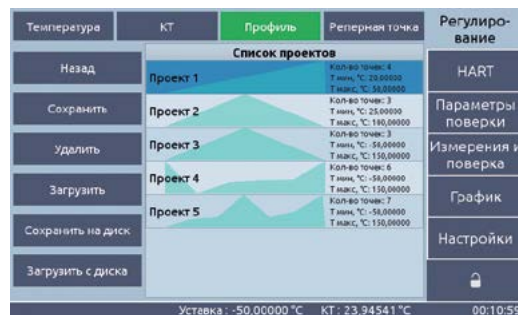 Температура
КТ
Профиль
Реперная точка
Регулиро-
вание
Назад
Сохранить
Удалить
Загрузить
Сохранить на диск
Загрузить с диска
Список проектов
Проект 1
Кол-во точек: 4
Т мин, °С: 20,00000
Т макс, °С: 50,00000
Проект 2
Кол-во точек: 3
Т мин, °С: 25,00000
Т макс, °С: 100,00000
Проект 3
Кол-во точек: 3
Т мин, °С: -50,00000
Т макс, °С: 150,00000
Проект 4
Кол-во точек: 6
Т мин, °С: -50,00000
Т макс, °С: 150,00000
Проект 5
Кол-во точек: 7
Т мин, °С: -50,00000
Т макс, °С: 150,00000
HART
Параметры
поверки
Измерения и
поверка
График
Настройки
Уставка : -50,00000 °С КТ : 23,94541 °С 00:10:59